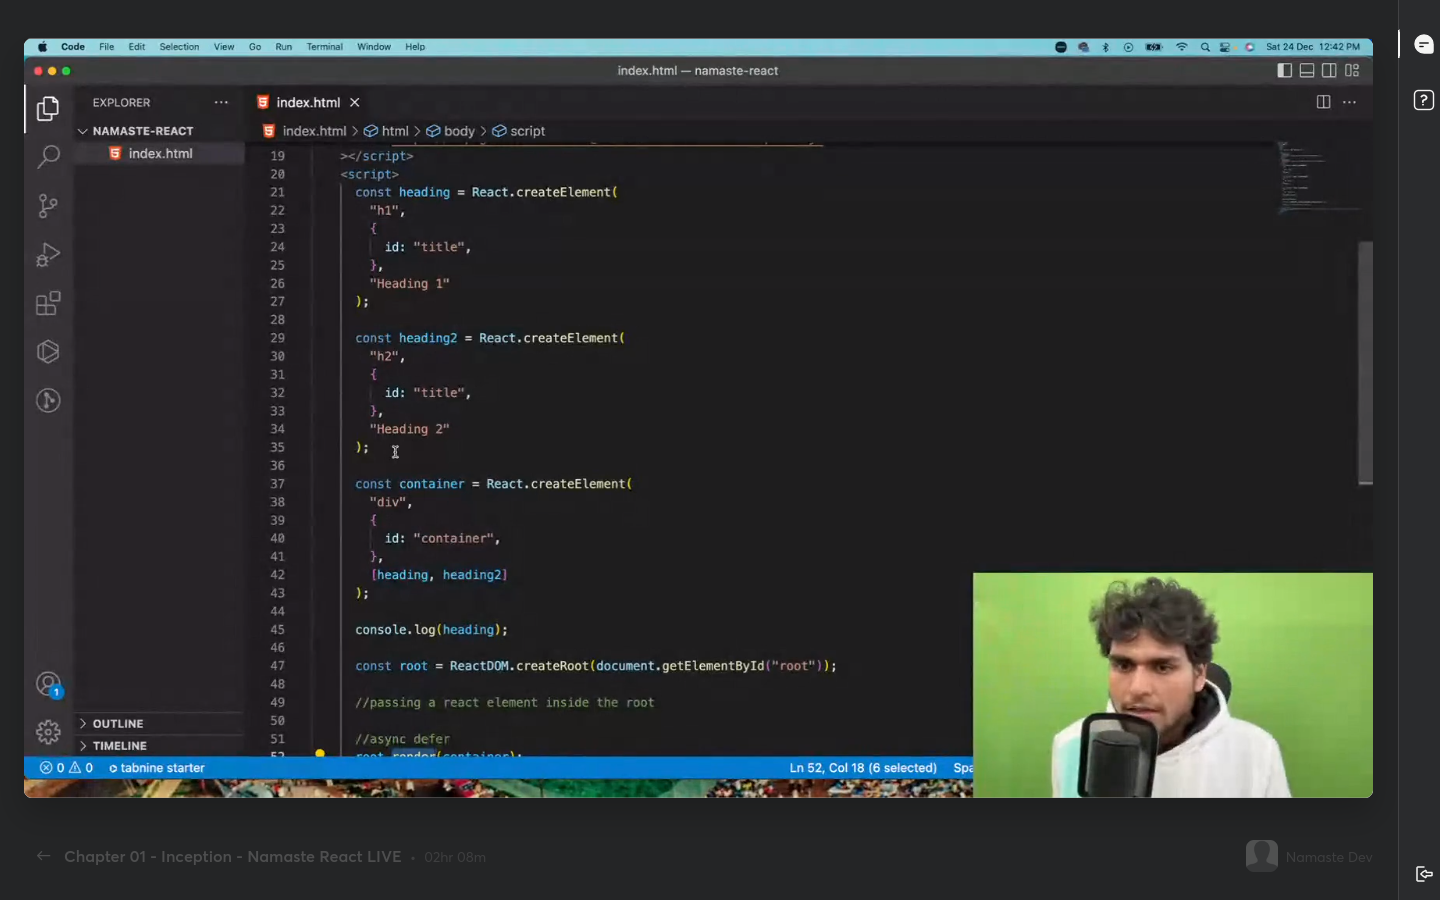 Code File Edit Selection View Go Run Terminal Window Help Sat 24 Dec 12:42 PM
index.html — namaste-react
EXPLORER
index.html
NAMASTE-REACT
index.html
index.html > html > body > script
19 ></script>
20 <script>
21 const heading = React.createElement(
22 "h1",
23 {
24 id: "title",
25 },
26 "Heading 1"
27 );
28
29 const heading2 = React.createElement(
30 "h2",
31 {
32 id: "title",
33 },
34 "Heading 2"
35 );
36
37 const container = React.createElement(
38 "div",
39 {
40 id: "container",
41 },
42 [heading, heading2]
43 );
44
45 console.log(heading);
46
47 const root = ReactDOM.createRoot(document.getElementById("root"));
48
49 //passing a react element inside the root
50
51 //async defer
52 root.render(container);
1
OUTLINE
TIMELINE
0 0 tabnine starter Ln 52, Col 18 (6 selected) Spa
Chapter 01 - Inception - Namaste React LIVE • 02hr 08m
Namaste Dev